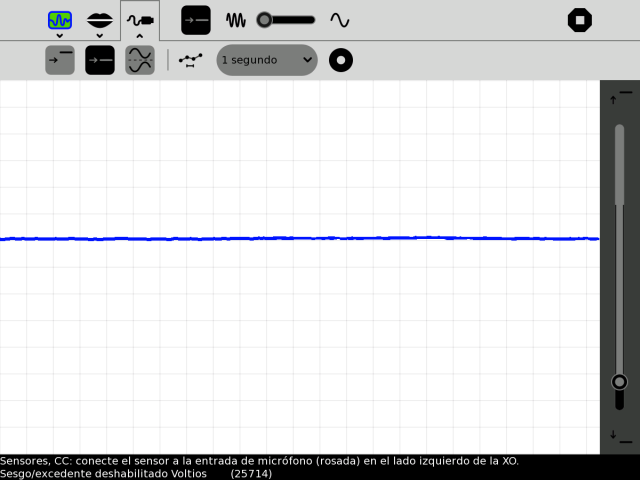 1 segundo
Sensores, CC: conecte el sensor a la entrada de micrófono (rosada) en el lado izquierdo de la XO.
Sesgo/excedente deshabilitado Voltios (25714)